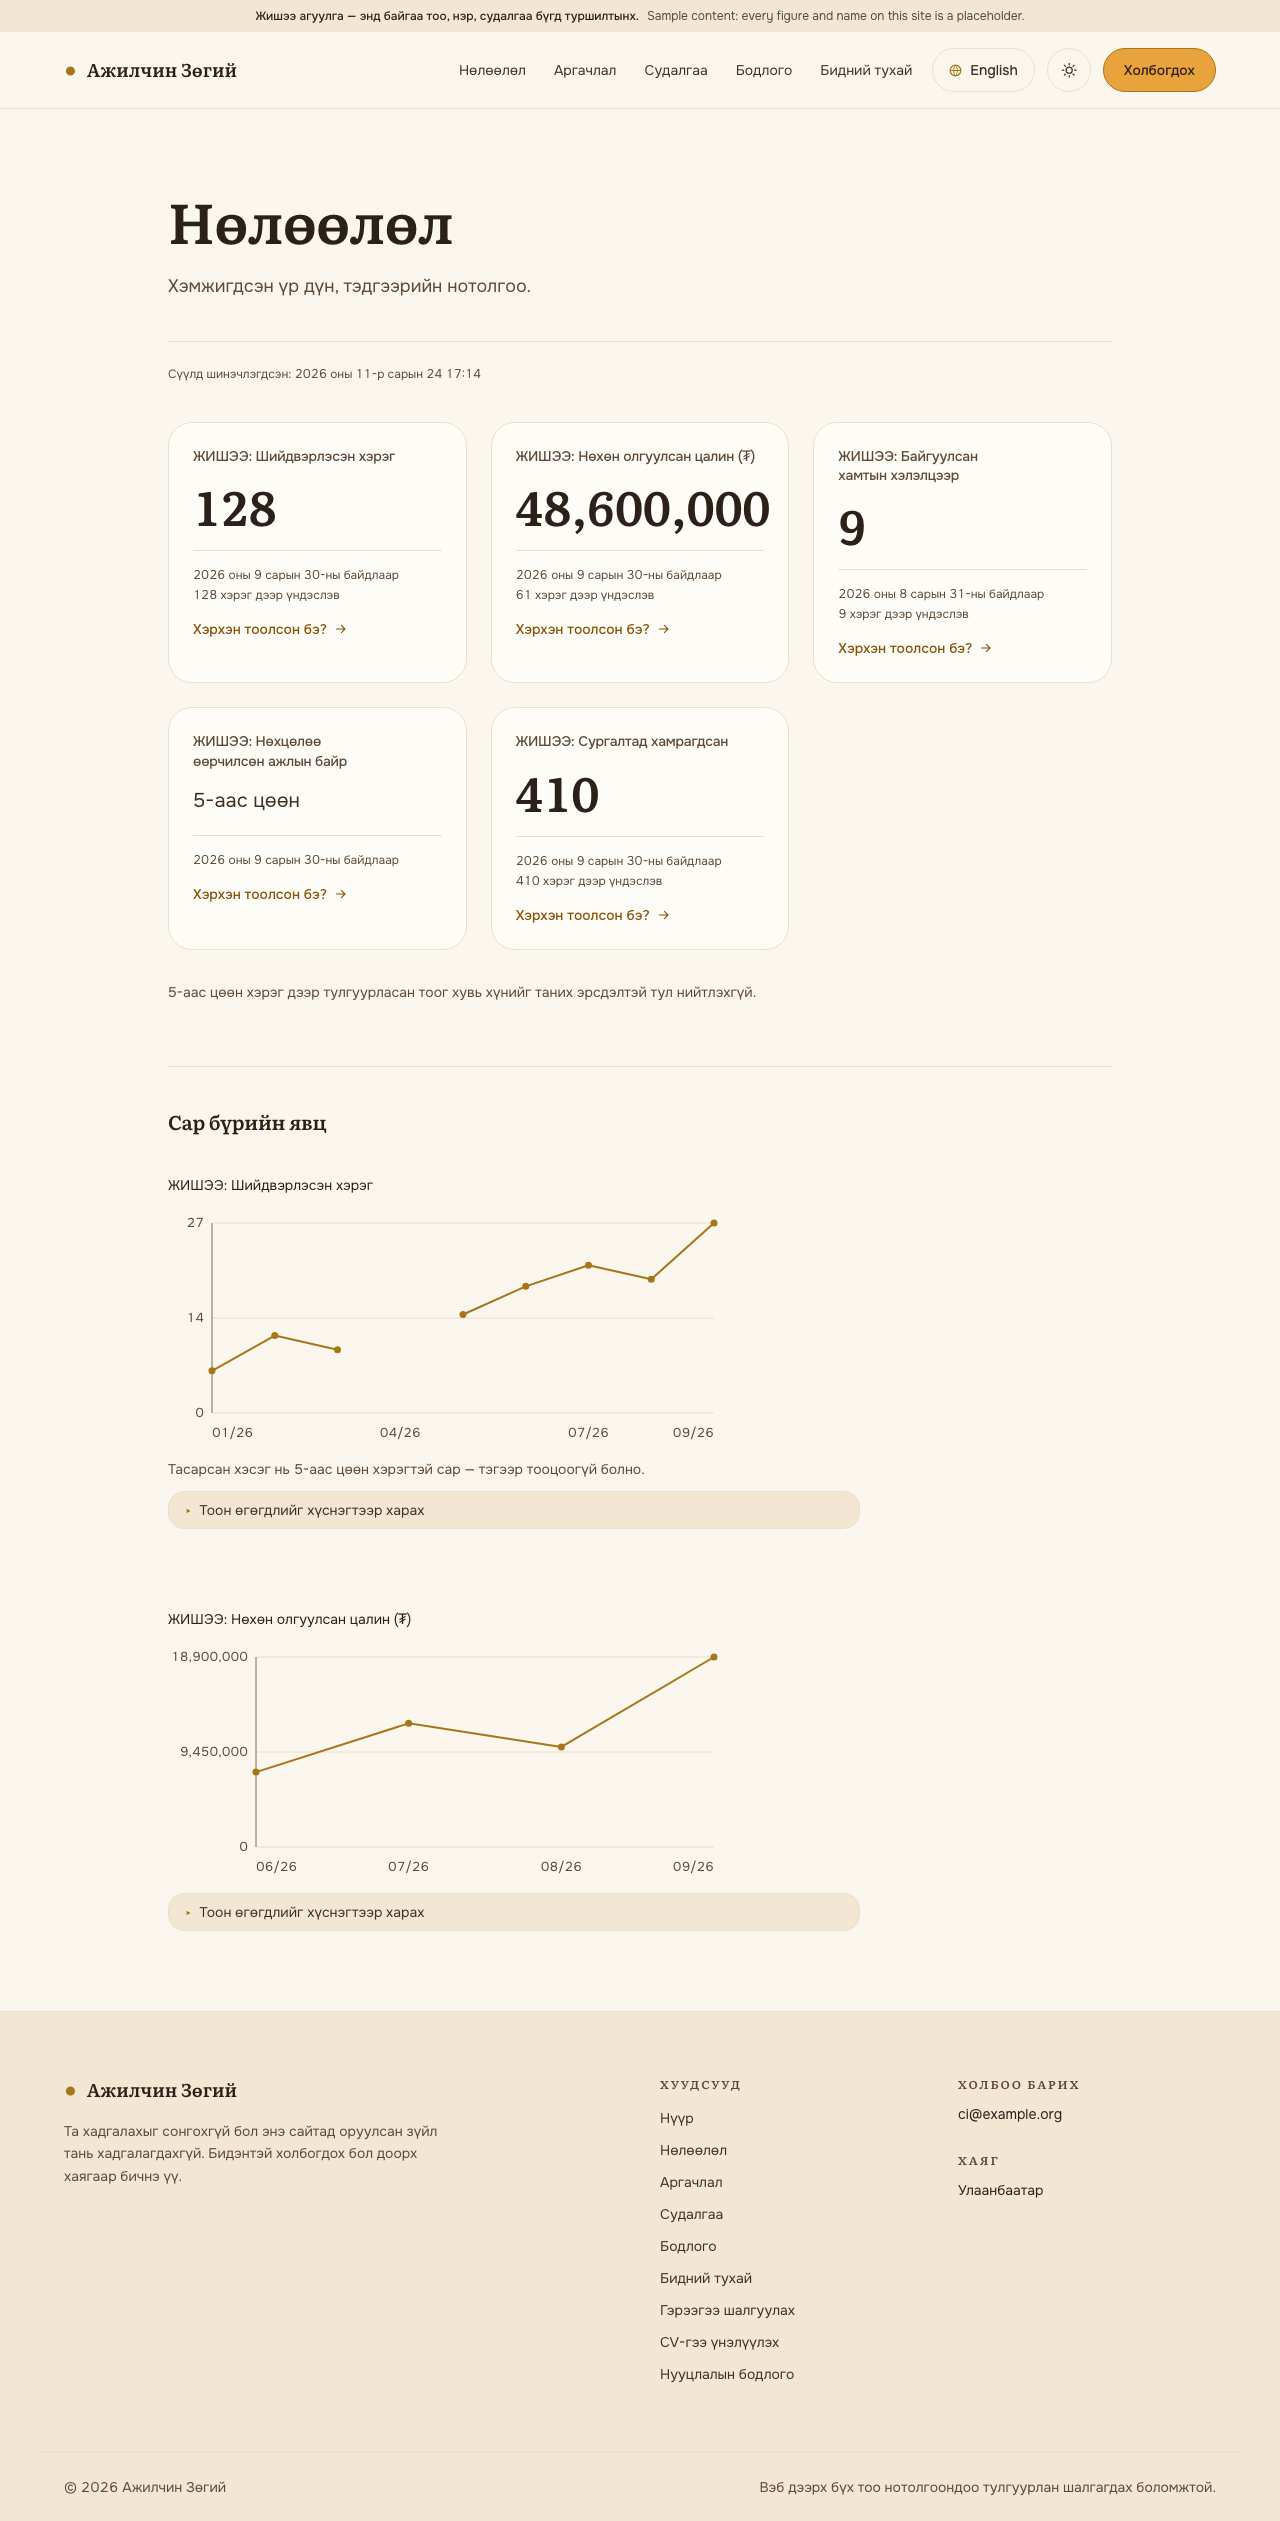 Жишээ агуулга — энд байгаа тоо, нэр, судалгаа бүгд туршилтынх. Sample content: every figure and name on this site is a placeholder.
Ажилчин Зөгий
Нөлөөлөл
Аргачлал
Судалгаа
Бодлого
Бидний тухай
English
Холбогдох
Нөлөөлөл
Хэмжигдсэн үр дүн, тэдгээрийн нотолгоо.
Сүүлд шинэчлэгдсэн: 2026 оны 11-р сарын 24 17:14
ЖИШЭЭ: Шийдвэрлэсэн хэрэг
128
2026 оны 9 сарын 30-ны байдлаар
128 хэрэг дээр үндэслэв
Хэрхэн тоолсон бэ? →
ЖИШЭЭ: Нөхөн олгуулсан цалин (₮)
48,600,000
2026 оны 9 сарын 30-ны байдлаар
61 хэрэг дээр үндэслэв
Хэрхэн тоолсон бэ? →
ЖИШЭЭ: Байгуулсан
хамтын хэлэлцээр
9
2026 оны 8 сарын 31-ны байдлаар
9 хэрэг дээр үндэслэв
Хэрхэн тоолсон бэ? →
ЖИШЭЭ: Нөхцөлөө
өөрчилсөн ажлын байр
5-аас цөөн
2026 оны 9 сарын 30-ны байдлаар
Хэрхэн тоолсон бэ? →
ЖИШЭЭ: Сургалтад хамрагдсан
410
2026 оны 9 сарын 30-ны байдлаар
410 хэрэг дээр үндэслэв
Хэрхэн тоолсон бэ? →
5-аас цөөн хэрэг дээр тулгуурласан тоог хувь хүнийг таних эрсдэлтэй тул нийтлэхгүй.
Сар бүрийн явц
ЖИШЭЭ: Шийдвэрлэсэн хэрэг
27
14
0
01/26 04/26 07/26 09/26
Тасарсан хэсэг нь 5-аас цөөн хэрэгтэй сар — тэгээр тооцоогүй болно.
Тоон өгөгдлийг хүснэгтээр харах
ЖИШЭЭ: Нөхөн олгуулсан цалин (₮)
18,900,000
9,450,000
0
06/26 07/26 08/26 09/26
Тоон өгөгдлийг хүснэгтээр харах
Ажилчин Зөгий
Та хадгалахыг сонгохгүй бол энэ сайтад оруулсан зүйл
тань хадгалагдахгүй. Бидэнтэй холбогдох бол доорх
хаягаар бичнэ үү.
ХУУДСУУД
Нүүр
Нөлөөлөл
Аргачлал
Судалгаа
Бодлого
Бидний тухай
Гэрээгээ шалгуулах
CV-гээ үнэлүүлэх
Нууцлалын бодлого
ХОЛБОО БАРИХ
ci@example.org
ХАЯГ
Улаанбаатар
© 2026 Ажилчин Зөгий
Вэб дээрх бүх тоо нотолгоондоо тулгуурлан шалгагдах боломжтой.